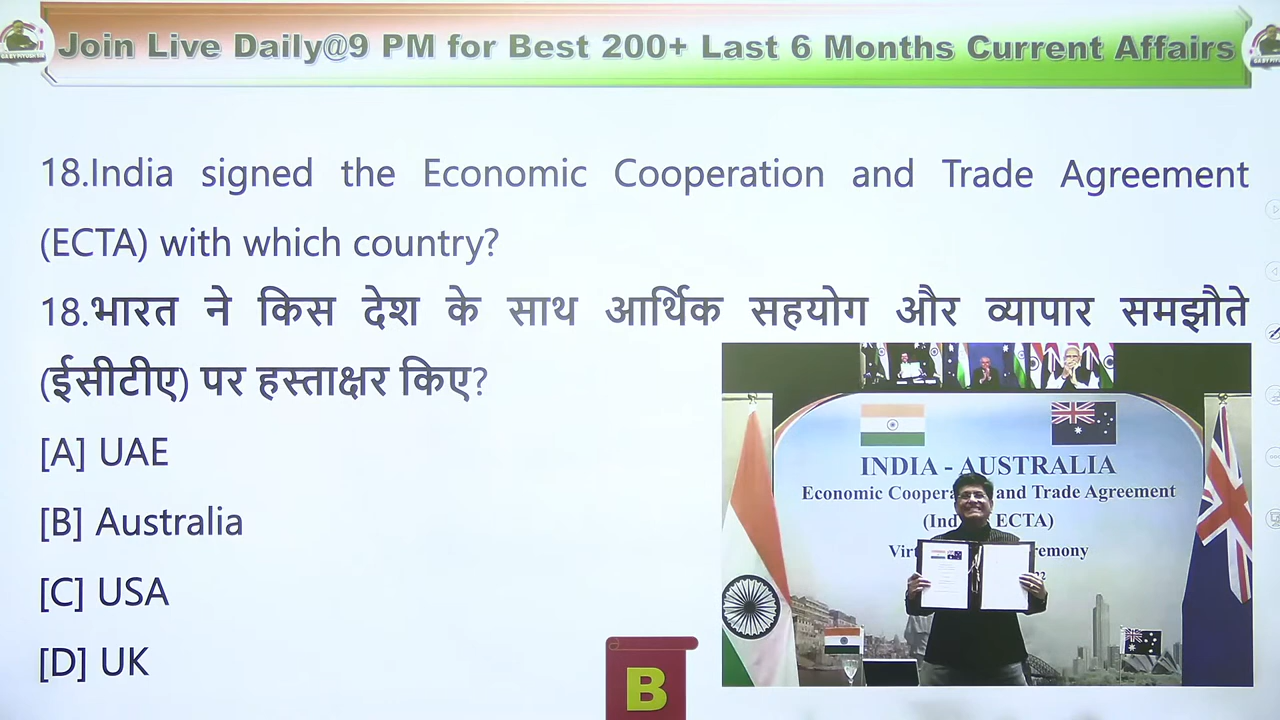 Join Live Daily@9 PM for Best 200+ Last 6 Months Current Affairs
18.India signed the Economic Cooperation and Trade Agreement
(ECTA) with which country?
18.भारत ने किस देश के साथ आर्थिक सहयोग और व्यापार समझौते
(ईसीटीए) पर हस्ताक्षर किए?
[A] UAE
[B] Australia
[C] USA
[D] UK
INDIA - AUSTRALIA
Economic and Trade Agreement
ECTA)
B